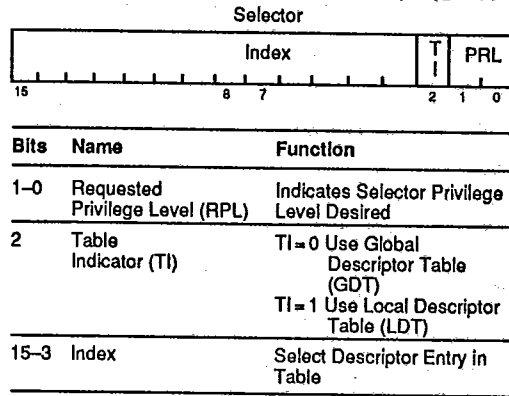 Selector
Index
T
I
PRL
15
8
7
2
1
0
Bits Name Function
1–0 Requested Privilege Level (RPL) Indicates Selector Privilege Level Desired
2 Table Indicator (TI) TI=0 Use Global Descriptor Table (GDT)
TI=1 Use Local Descriptor Table (LDT)
15–3 Index Select Descriptor Entry in Table